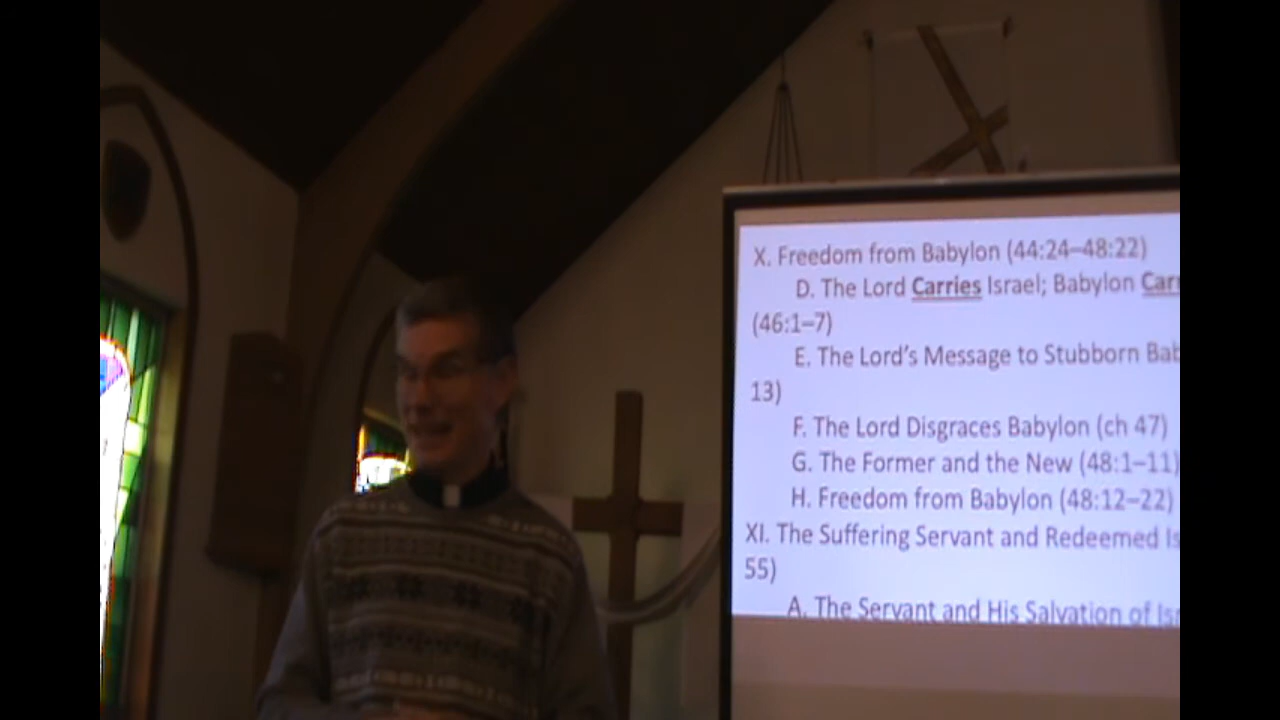 X. Freedom from Babylon (44:24–48:22)
D. The Lord Carries Israel; Babylon
(46:1–7)
E. The Lord's Message to Stubborn
13)
F. The Lord Disgraces Babylon (ch 47)
G. The Former and the New (48:1–11)
H. Freedom from Babylon (48:12–22)
XI. The Suffering Servant and Redeemed
55)
A. The Servant and His Salvation of